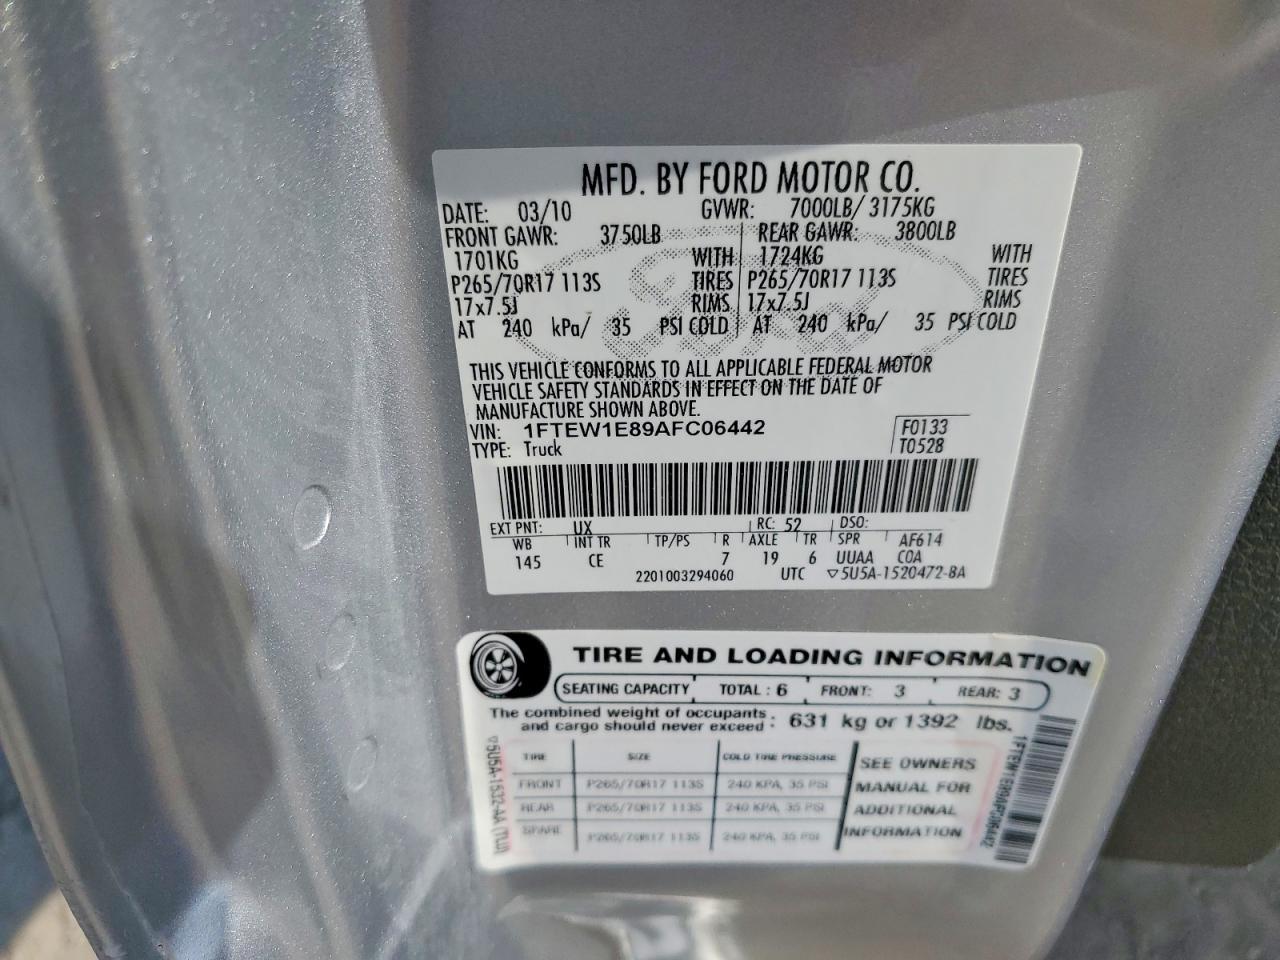 MFD. BY FORD MOTOR CO.
DATE: 03/10 GVWR: 7000LB/ 3175KG
FRONT GAWR: 3750LB REAR GAWR: 3800LB
1701KG WITH 1724KG WITH
P265/70R17 113S TIRES P265/70R17 113S TIRES
17x7.5J RIMS 17x7.5J RIMS
AT 240 kPa/ 35 PSI COLD AT 240 kPa/ 35 PSI COLD
THIS VEHICLE CONFORMS TO ALL APPLICABLE FEDERAL MOTOR
VEHICLE SAFETY STANDARDS IN EFFECT ON THE DATE OF
MANUFACTURE SHOWN ABOVE.
VIN: 1FTEW1E89AFC06442 F0133
TYPE: Truck T0528
EXT PNT: UX RC: 52 DSO:
WB INT TR TP/PS R AXLE TR SPR AF614
145 CE 7 19 6 UUAA C0A
2201003294060 UTC ▽5U5A-1520472-BA
TIRE AND LOADING INFORMATION
SEATING CAPACITY TOTAL : 6 FRONT: 3 REAR: 3
The combined weight of occupants
and cargo should never exceed : 631 kg or 1392 lbs.
TIRE SIZE COLD TIRE PRESSURE
FRONT P265/70R17 113S 240 KPA, 35 PSI
REAR P265/70R17 113S 240 KPA, 35 PSI
SPARE P265/70R17 113S 240 KPA, 35 PSI
SEE OWNERS
MANUAL FOR
ADDITIONAL
INFORMATION
▽5U5A-1532-AA (TLU)
1FTEW1E89AFC06442